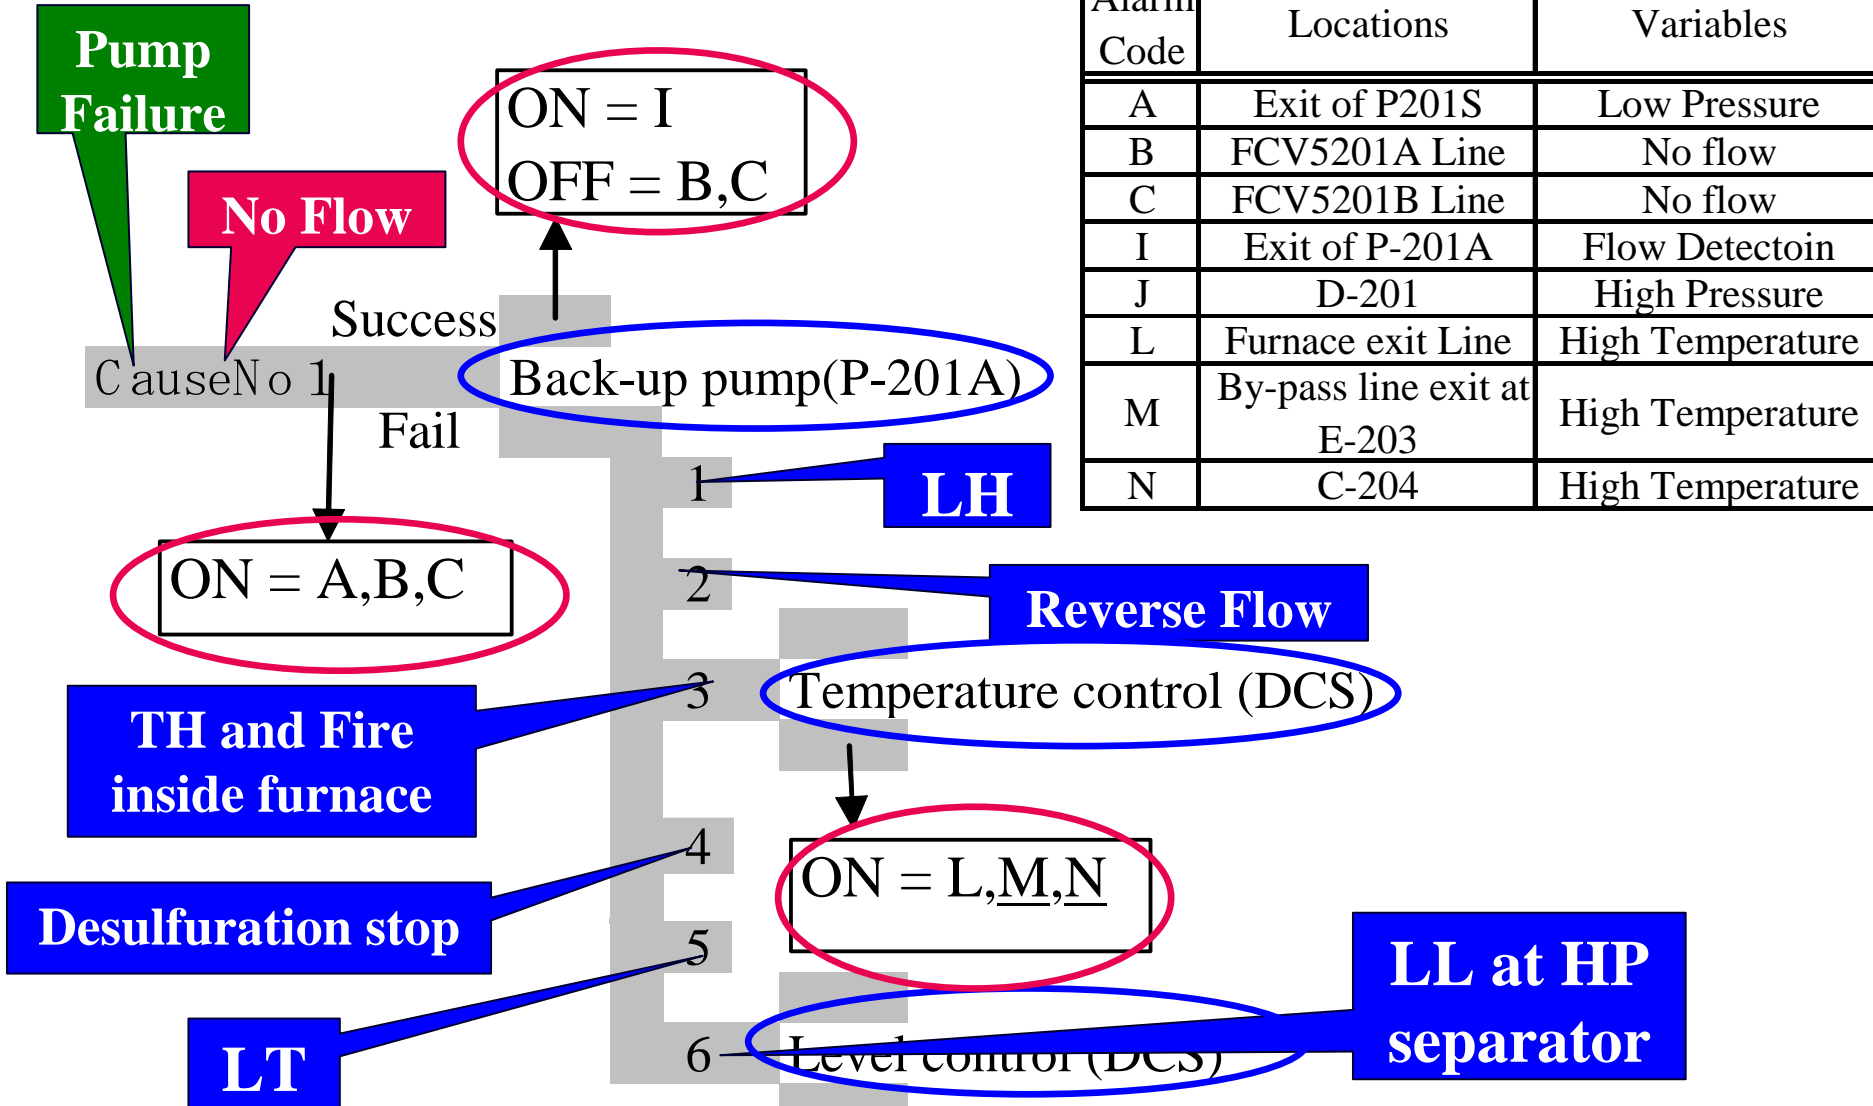 Pump
Failure
No Flow
ON = I
OFF = B,C
Success
CauseNo 1
Back-up pump(P-201A)
Fail
ON = A,B,C
1
LH
2
Reverse Flow
3
Temperature control (DCS)
TH and Fire
inside furnace
4
ON = L,M,N
Desulfuration stop
5
LT
6
Level control (DCS)
LL at HP
separator
Alarm Code Locations Variables
A Exit of P201S Low Pressure
B FCV5201A Line No flow
C FCV5201B Line No flow
I Exit of P-201A Flow Detectoin
J D-201 High Pressure
L Furnace exit Line High Temperature
M By-pass line exit at E-203 High Temperature
N C-204 High Temperature